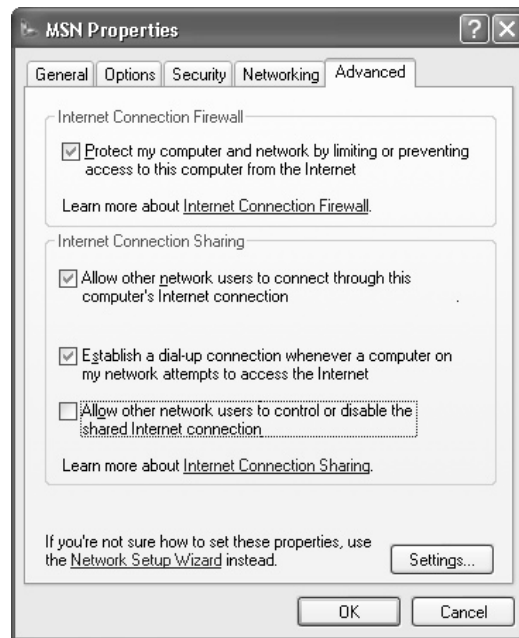 MSN Properties
General Options Security Networking Advanced
Internet Connection Firewall
Protect my computer and network by limiting or preventing
access to this computer from the Internet
Learn more about Internet Connection Firewall.
Internet Connection Sharing
Allow other network users to connect through this
computer's Internet connection
Establish a dial-up connection whenever a computer on
my network attempts to access the Internet
Allow other network users to control or disable the
shared Internet connection
Learn more about Internet Connection Sharing.
If you're not sure how to set these properties, use
the Network Setup Wizard instead.
Settings...
OK Cancel